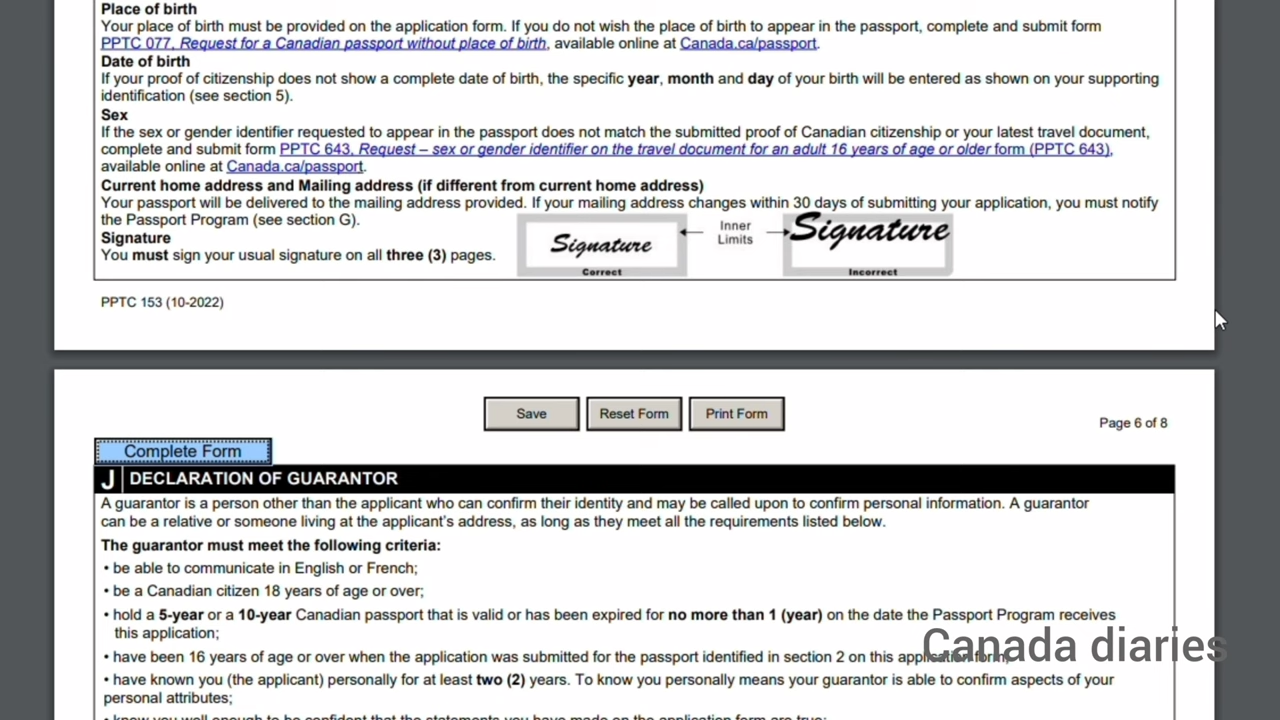 Place of birth
Your place of birth must be provided on the application form. If you do not wish the place of birth to appear in the passport, complete and submit form
PPTC 077, Request for a Canadian passport without place of birth, available online at Canada.ca/passport.
Date of birth
If your proof of citizenship does not show a complete date of birth, the specific year, month and day of your birth will be entered as shown on your supporting
identification (see section 5).
Sex
If the sex or gender identifier requested to appear in the passport does not match the submitted proof of Canadian citizenship or your latest travel document,
complete and submit form PPTC 643, Request – sex or gender identifier on the travel document for an adult 16 years of age or older form (PPTC 643),
available online at Canada.ca/passport.
Current home address and Mailing address (if different from current home address)
Your passport will be delivered to the mailing address provided. If your mailing address changes within 30 days of submitting your application, you must notify
the Passport Program (see section G).
Signature
You must sign your usual signature on all three (3) pages.
Signature
Correct
Inner
Limits
Signature
Incorrect
PPTC 153 (10-2022)
Save
Reset Form
Print Form
Page 6 of 8
Complete Form
J DECLARATION OF GUARANTOR
A guarantor is a person other than the applicant who can confirm their identity and may be called upon to confirm personal information. A guarantor
can be a relative or someone living at the applicant's address, as long as they meet all the requirements listed below.
The guarantor must meet the following criteria:
• be able to communicate in English or French;
• be a Canadian citizen 18 years of age or over;
• hold a 5-year or a 10-year Canadian passport that is valid or has been expired for no more than 1 (year) on the date the Passport Program receives
this application;
• have been 16 years of age or over when the application was submitted for the passport identified in section 2 on this application form;
Canada diaries
• have known you (the applicant) personally for at least two (2) years. To know you personally means your guarantor is able to confirm aspects of your
personal attributes;
• know you well enough to be confident that the statements you have made on the application form are true;